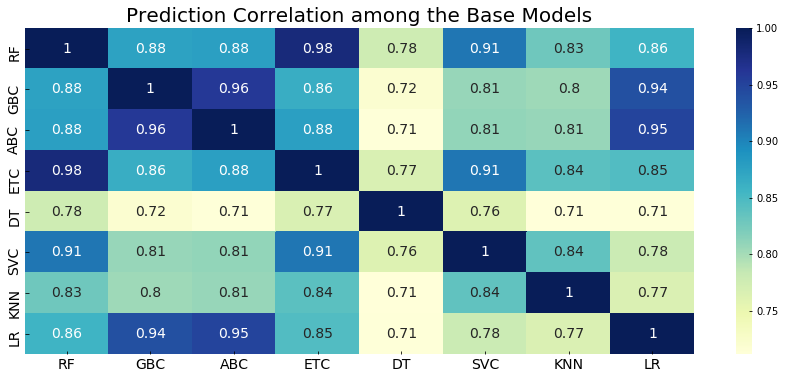 Prediction Correlation among the Base Models
RF 1 0.88 0.88 0.98 0.78 0.91 0.83 0.86
GBC 0.88 1 0.96 0.86 0.72 0.81 0.8 0.94
ABC 0.88 0.96 1 0.88 0.71 0.81 0.81 0.95
ETC 0.98 0.86 0.88 1 0.77 0.91 0.84 0.85
DT 0.78 0.72 0.71 0.77 1 0.76 0.71 0.71
SVC 0.91 0.81 0.81 0.91 0.76 1 0.84 0.78
KNN 0.83 0.8 0.81 0.84 0.71 0.84 1 0.77
LR 0.86 0.94 0.95 0.85 0.71 0.78 0.77 1
RF GBC ABC ETC DT SVC KNN LR
1.00
0.95
0.90
0.85
0.80
0.75